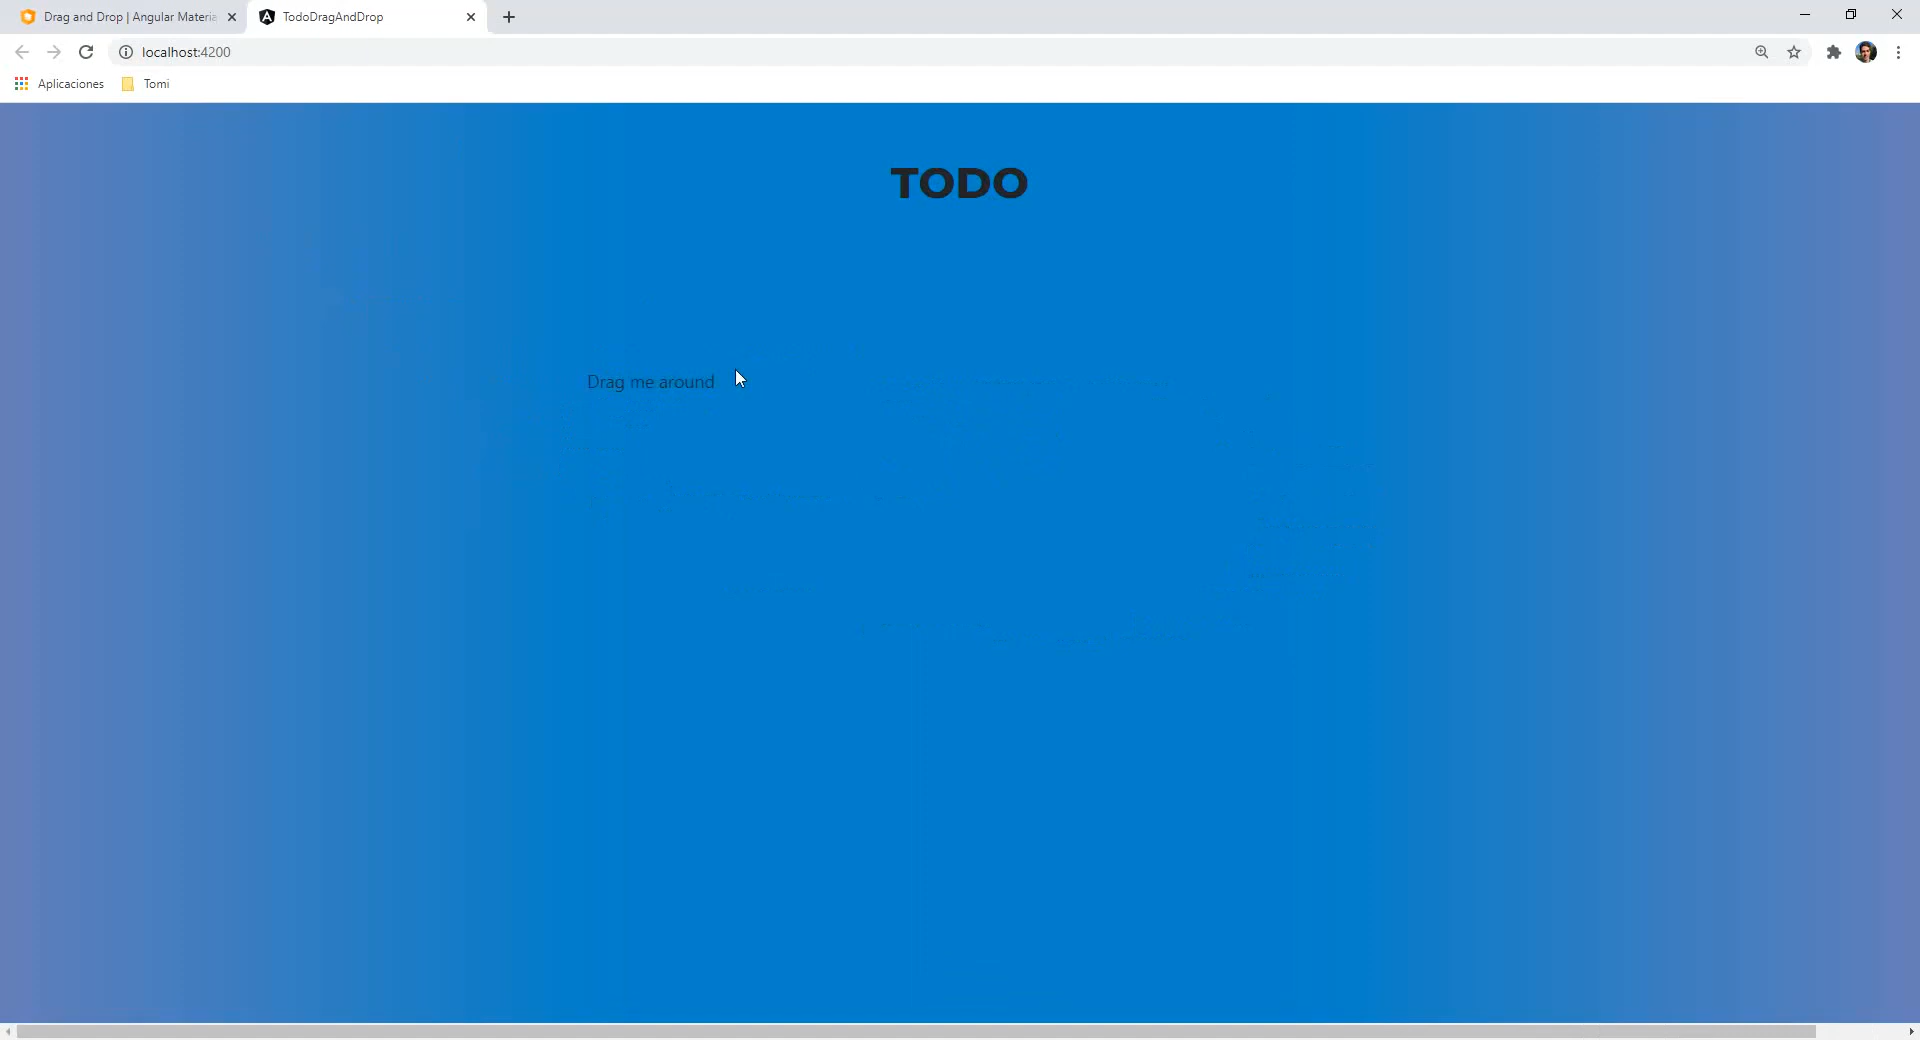 Drag and Drop | Angular Materia
TodoDragAndDrop
localhost:4200
Aplicaciones
Tomi
TODO
Drag me around